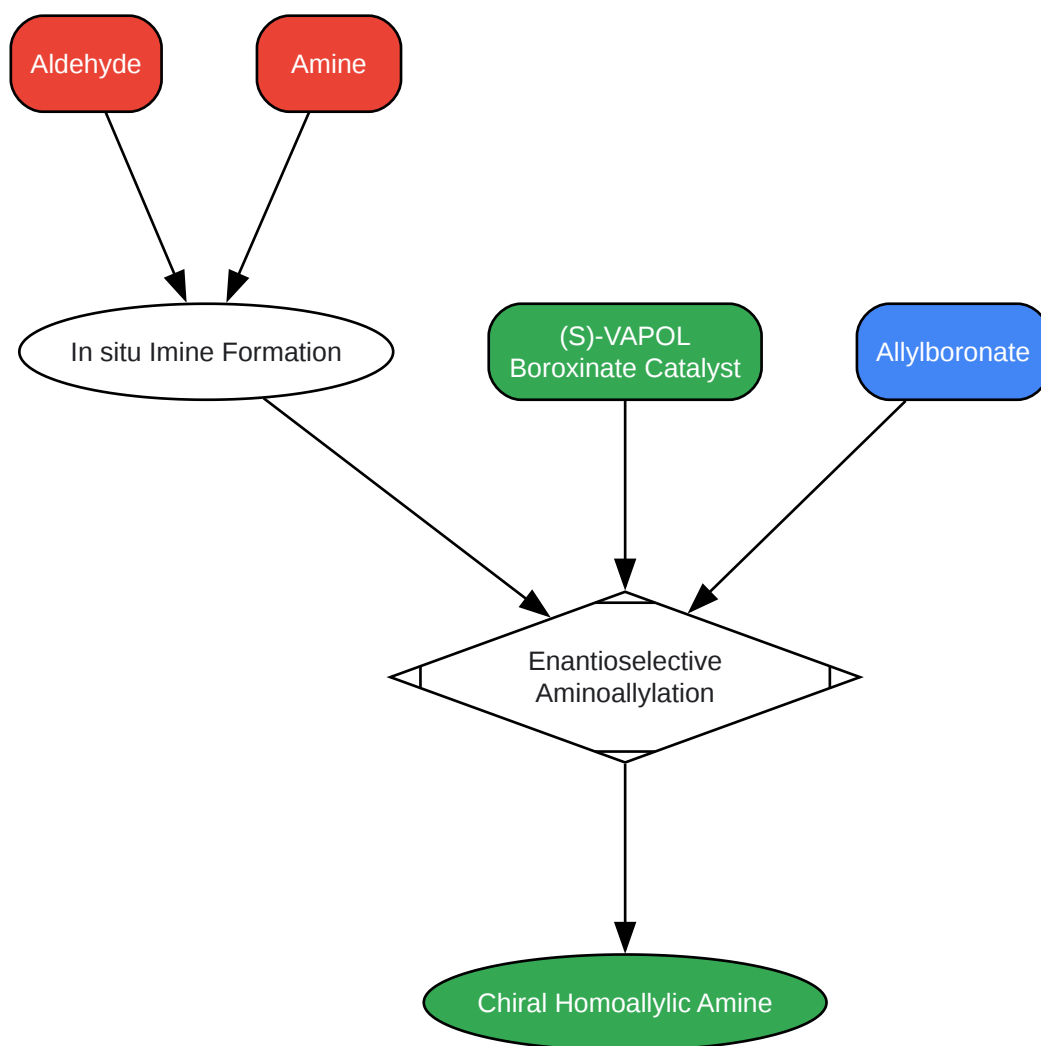 Aldehyde
Amine
In situ Imine Formation
(S)-VAPOL
Boroxinate Catalyst
Allylboronate
Enantioselective
Aminoallylation
Chiral Homoallylic Amine